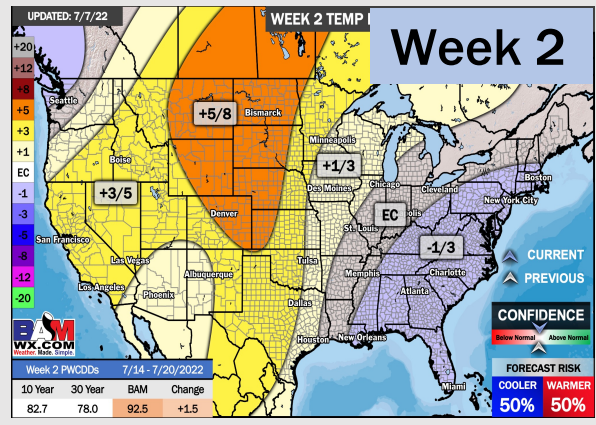 UPDATED: 7/7/22
WEEK 2 TEMP
Week 2
+20
+12
+8
+5
+3
+1
EC
-1
-3
-5
-8
-12
-20
Seattle
+5/8
Bismarck
Minneapolis
+1/3
Boise
+3/5
Des Moines
Chicago
Cleveland
Boston
New York City
Denver
EC
olis
San Francisco
St. Louis
-1/3
Las Vegas
Albuquerque
Tulsa
Memphis
Charlotte
Los Angeles
Phoenix
Atlanta
Dallas
Houston
New Orleans
Miami
CURRENT
PREVIOUS
CONFIDENCE
Below Normal
Above Normal
FORECAST RISK
COOLER
WARMER
50%
50%
BAM
WX.COM
Weather. Made. Simple.
Week 2 PWCDDs
7/14 - 7/20/2022
10 Year
30 Year
BAM
Change
82.7
78.0
92.5
+1.5